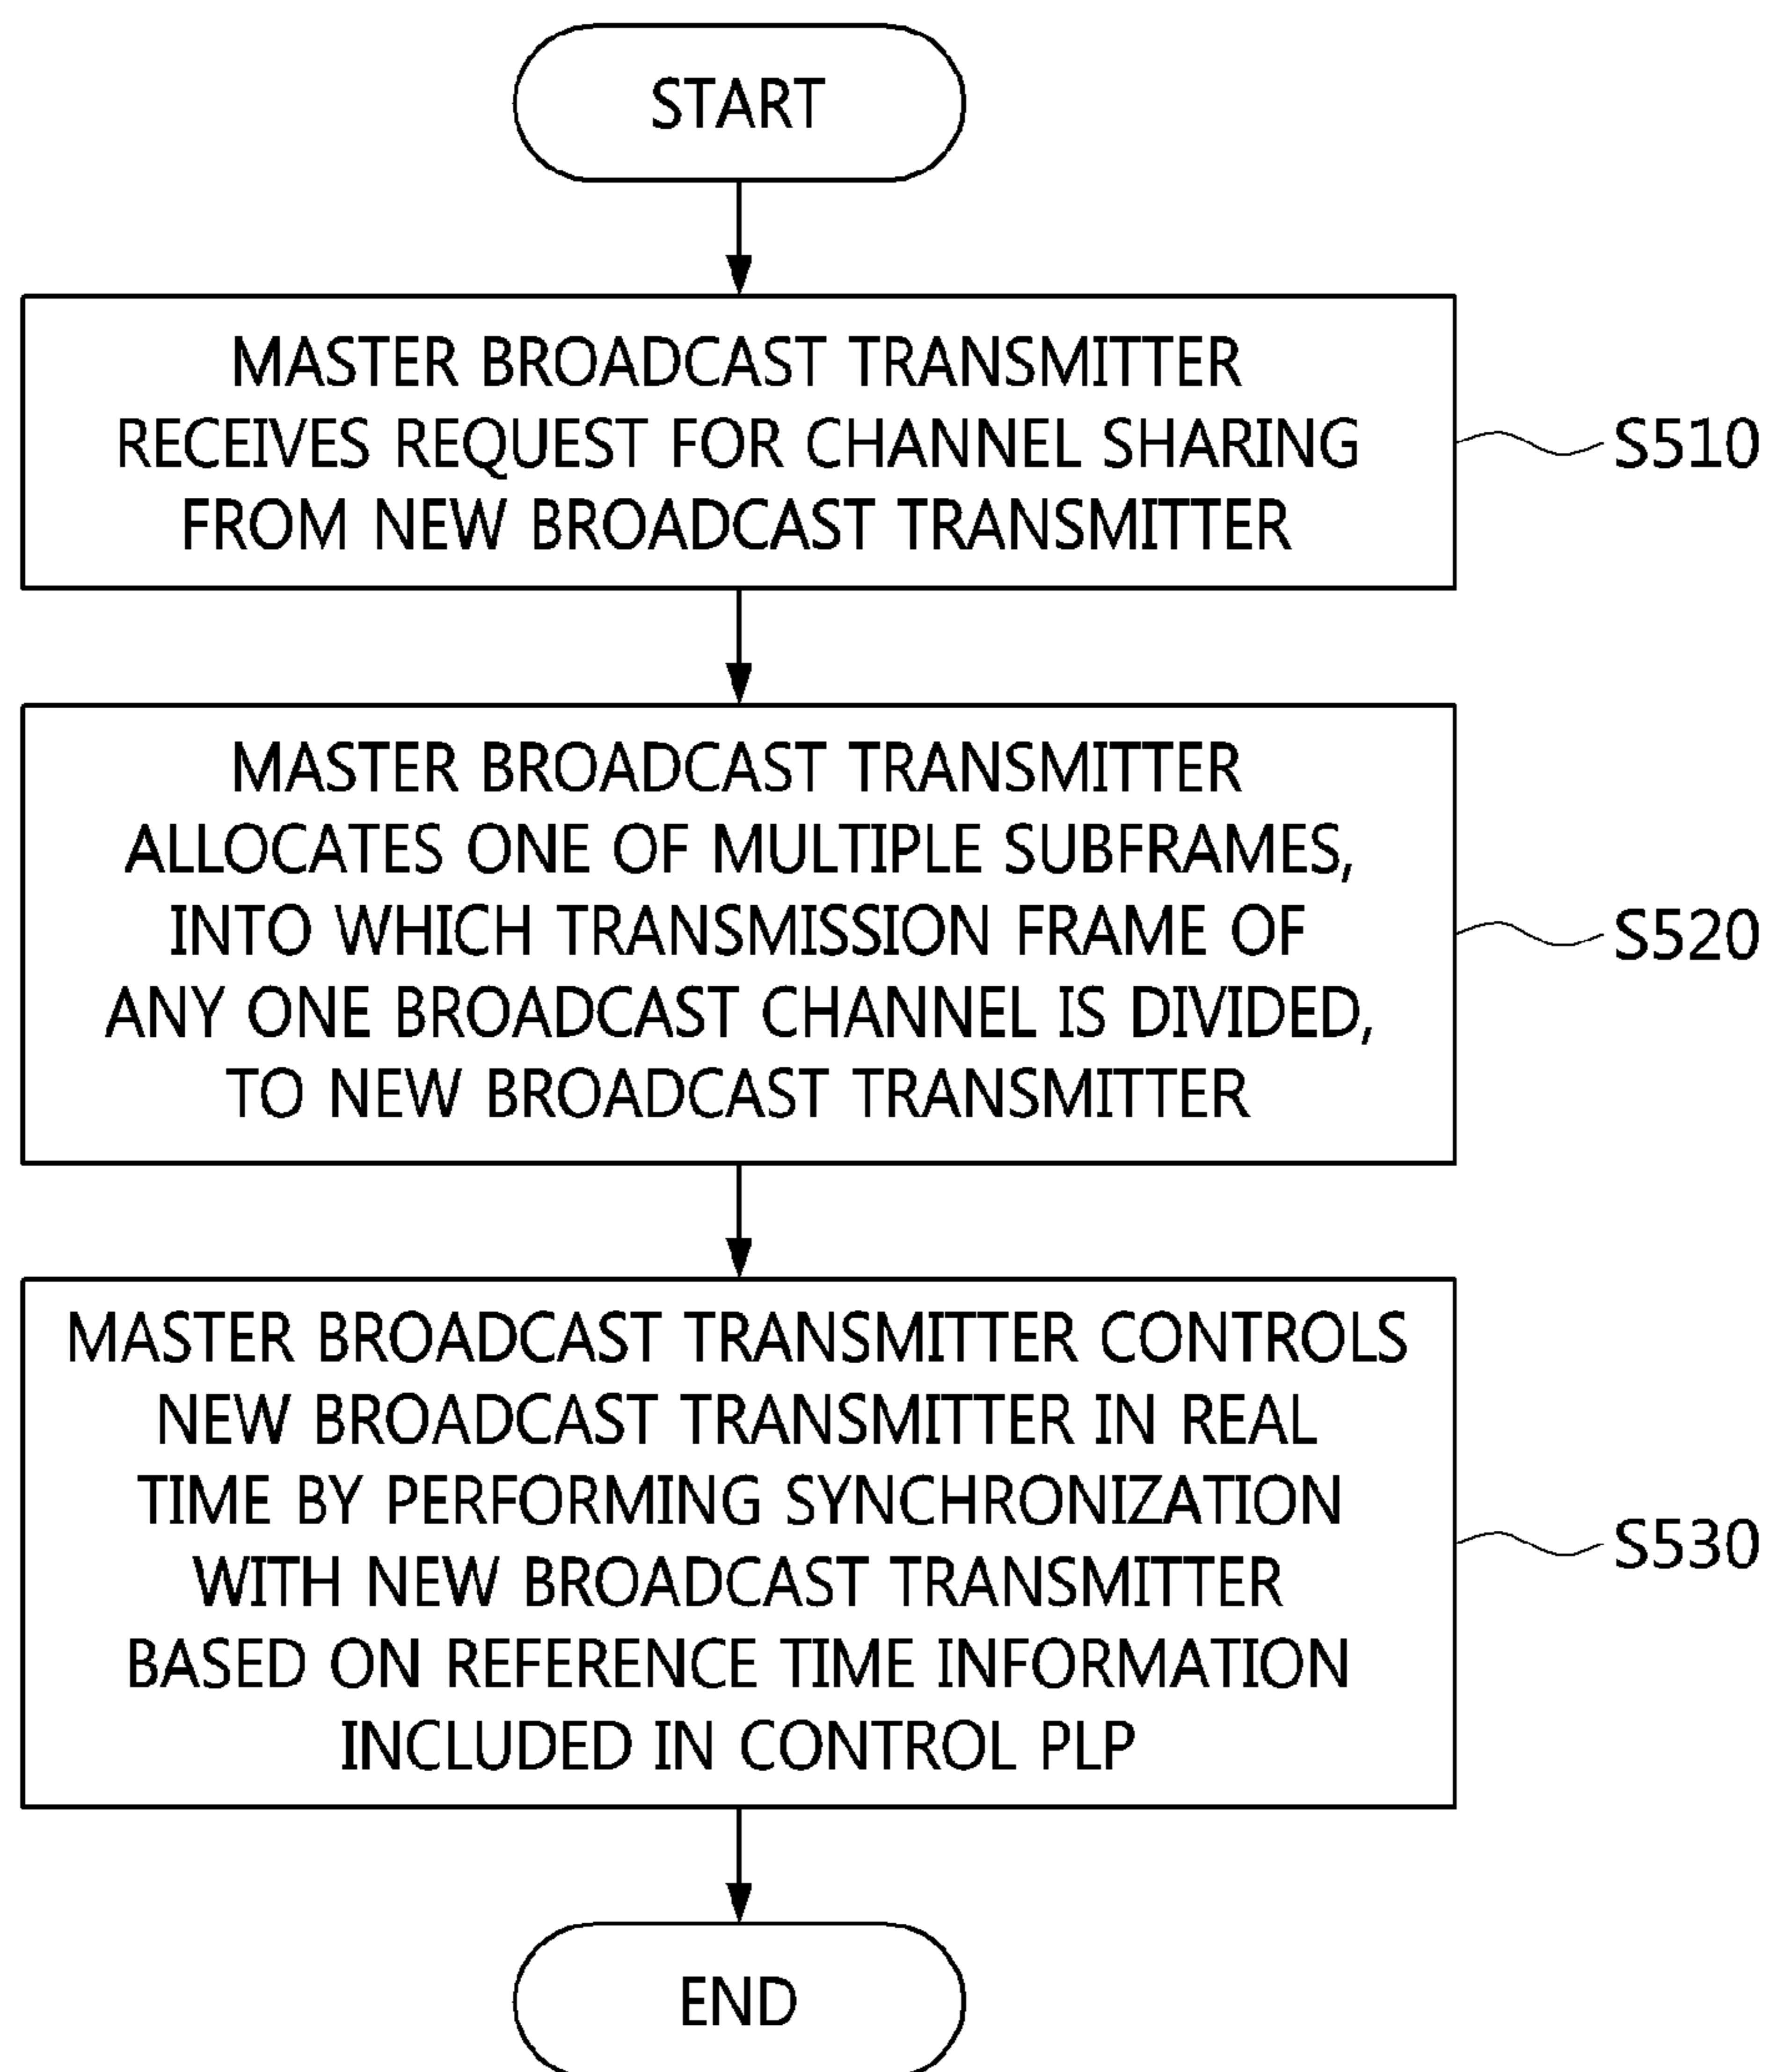 START
MASTER BROADCAST TRANSMITTER
RECEIVES REQUEST FOR CHANNEL SHARING
FROM NEW BROADCAST TRANSMITTER
S510
MASTER BROADCAST TRANSMITTER
ALLOCATES ONE OF MULTIPLE SUBFRAMES,
INTO WHICH TRANSMISSION FRAME OF
ANY ONE BROADCAST CHANNEL IS DIVIDED,
TO NEW BROADCAST TRANSMITTER
S520
MASTER BROADCAST TRANSMITTER CONTROLS
NEW BROADCAST TRANSMITTER IN REAL
TIME BY PERFORMING SYNCHRONIZATION
WITH NEW BROADCAST TRANSMITTER
BASED ON REFERENCE TIME INFORMATION
INCLUDED IN CONTROL PLP
S530
END